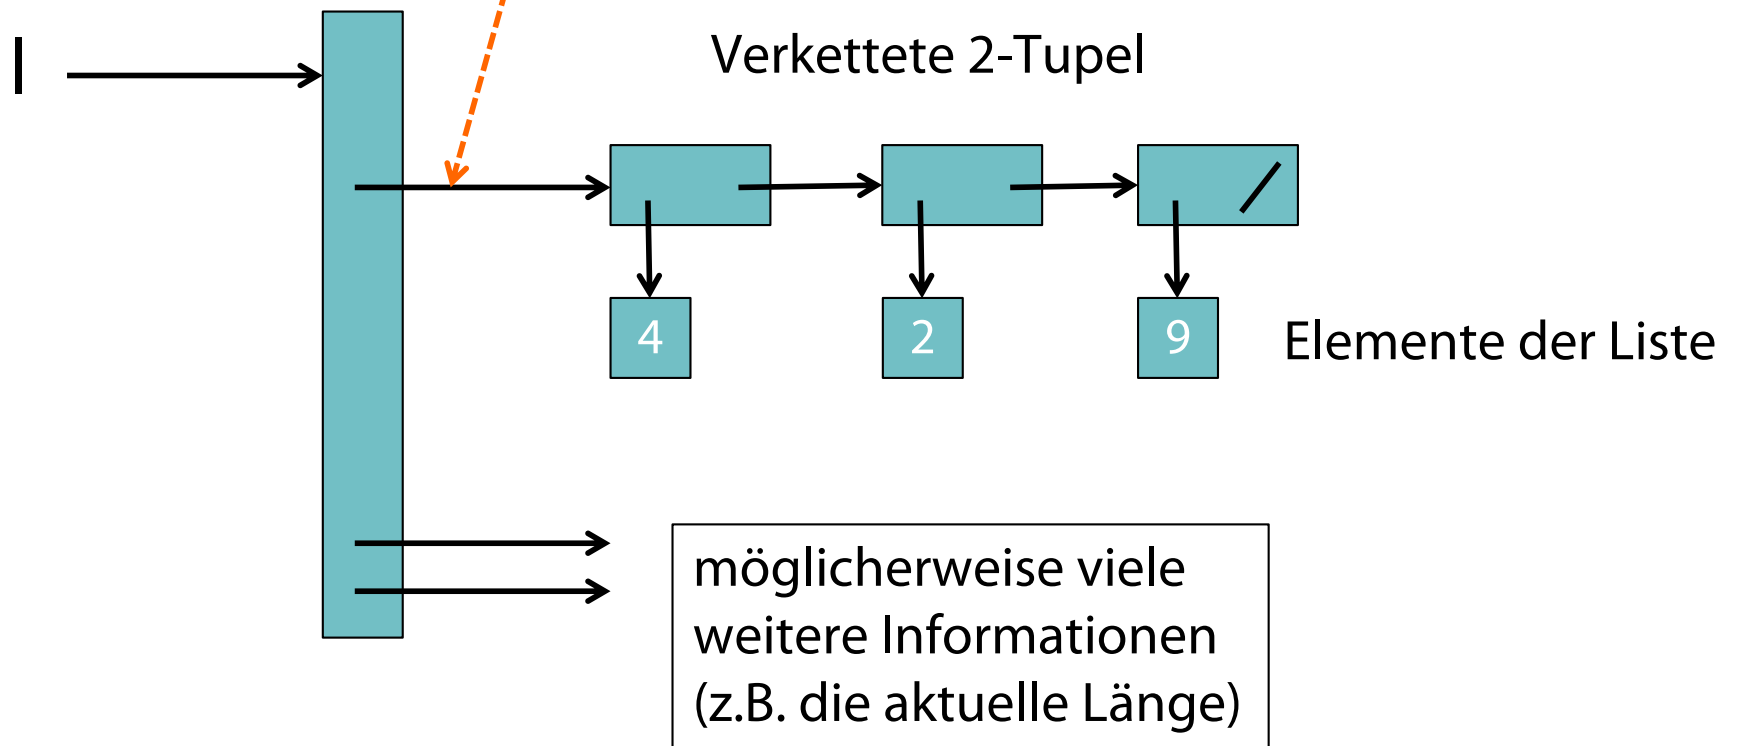 l
Verkettete 2-Tupel
4
2
9
Elemente der Liste
möglicherweise viele
weitere Informationen
(z.B. die aktuelle Länge)